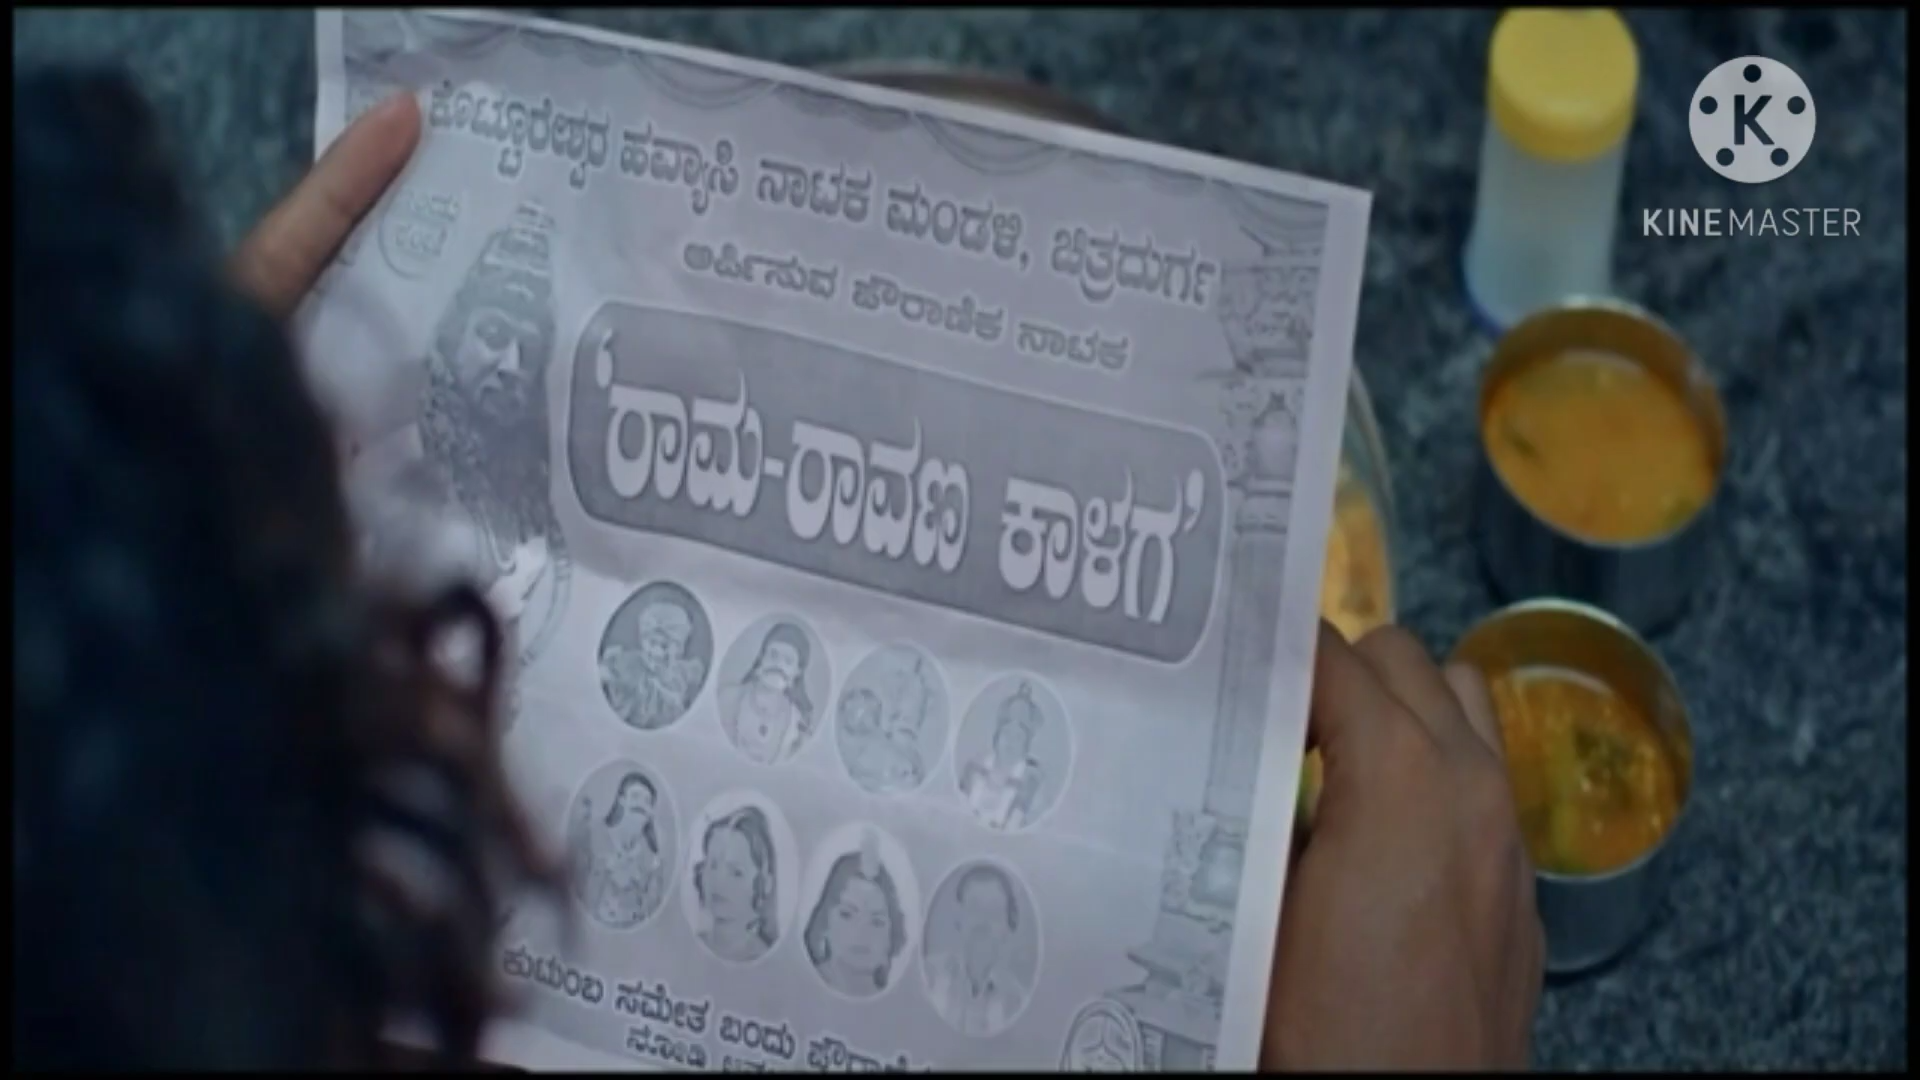 ಕೊಟ್ಟೂರೇಶ್ವರ ಹವ್ಯಾಸಿ ನಾಟಕ ಮಂಡಳಿ, ಚಿತ್ರದುರ್ಗ
ಅರ್ಪಿಸುವ ಪೌರಾಣಿಕ ನಾಟಕ
'ರಾಮ-ರಾವಣ ಕಾಳಗ'
ಕುಟುಂಬ ಸಮೇತ ಬಂದು
ನೋಡಿ
K
KINEMASTER